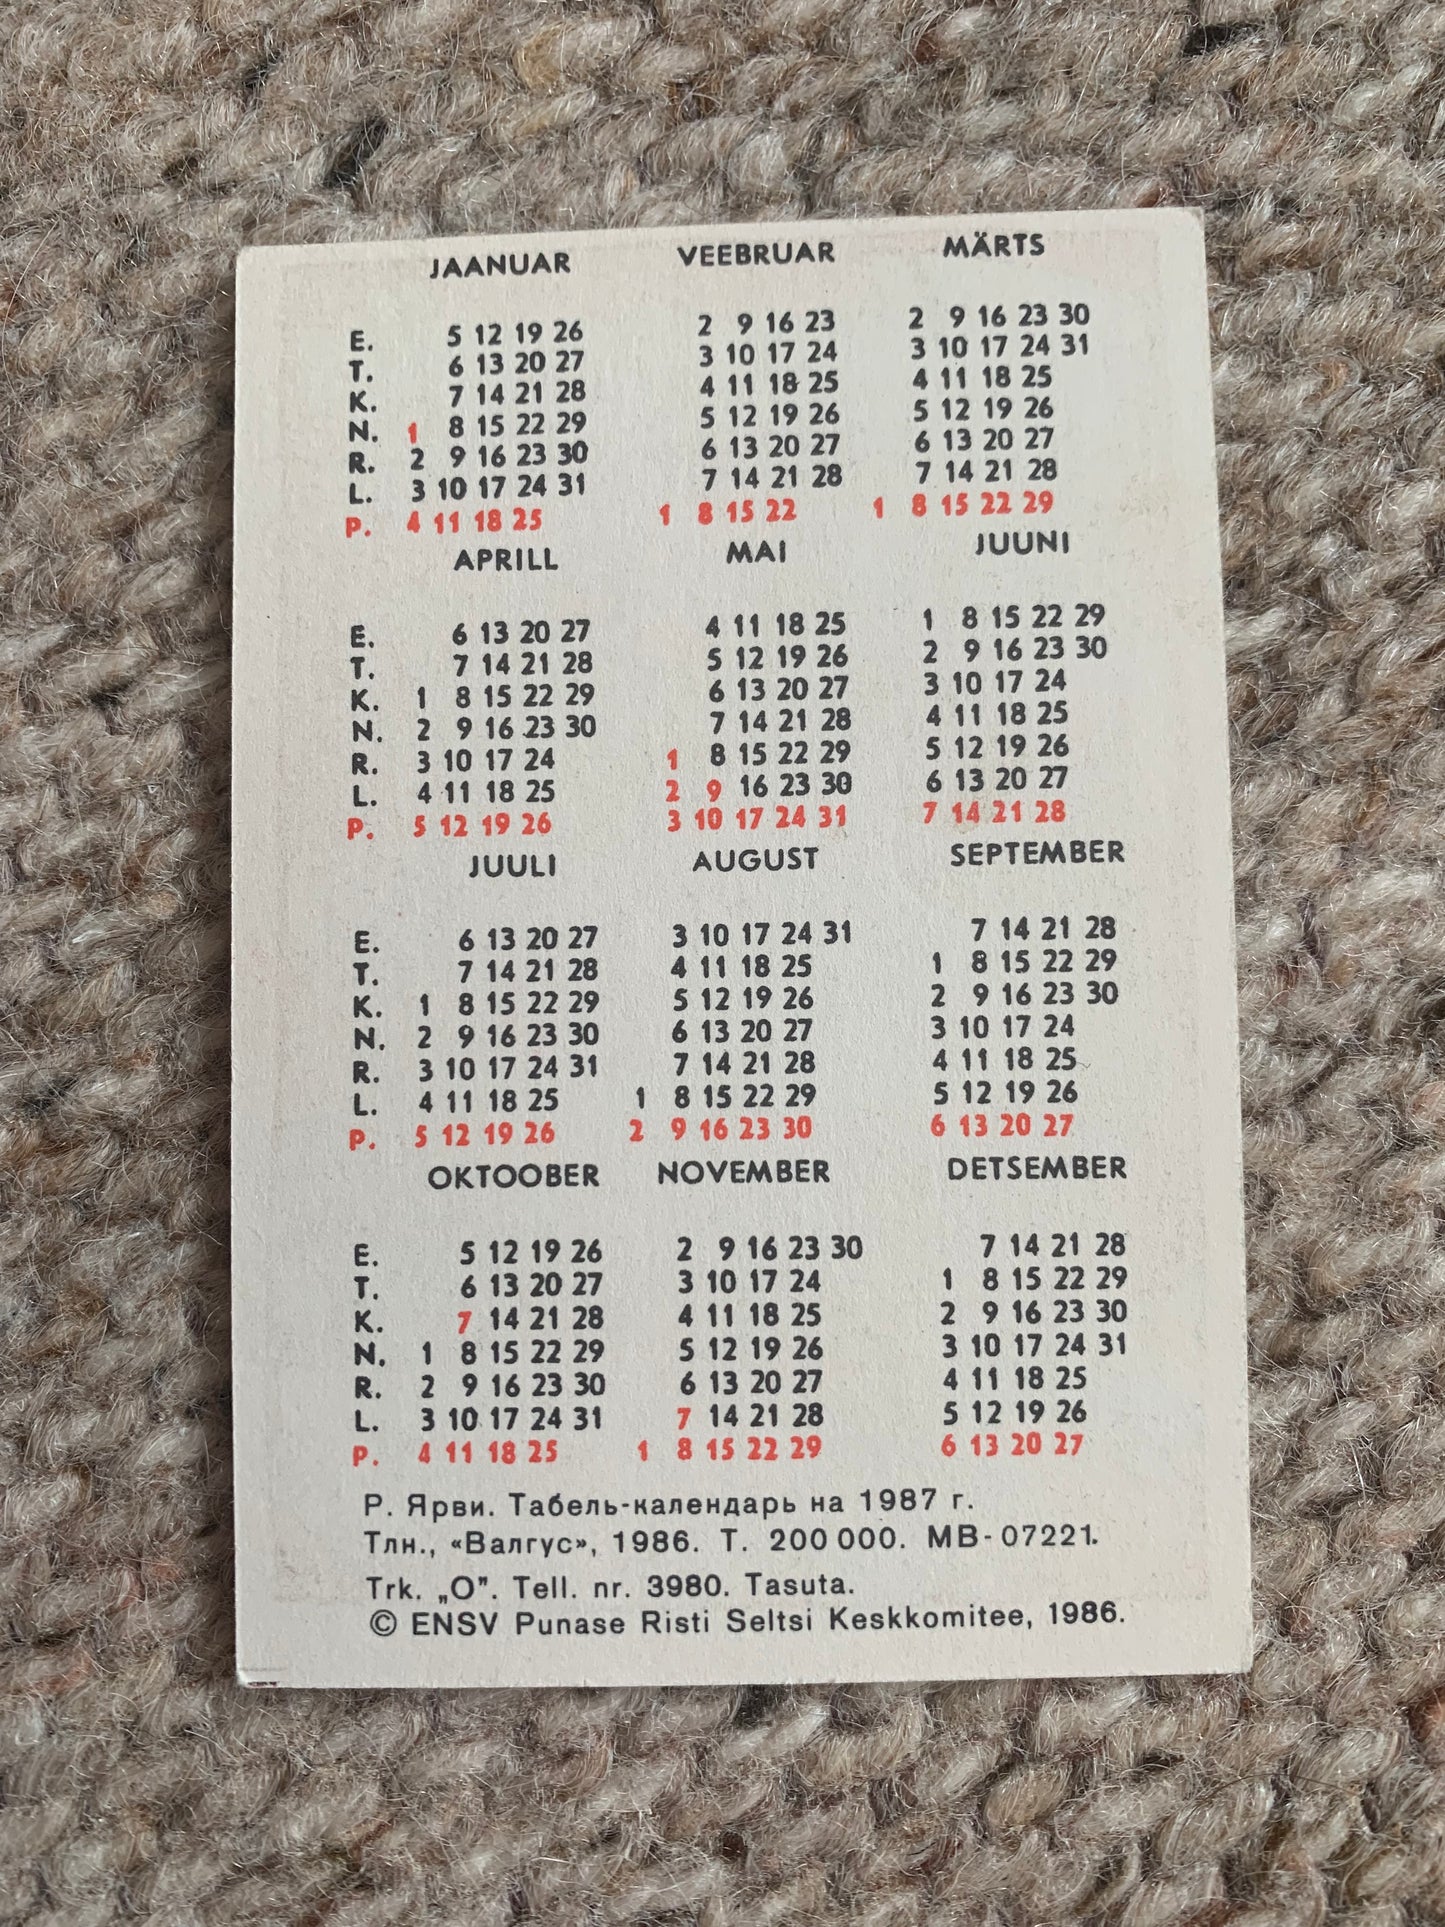 JAANUAR VEEBRUAR MÄRTS
E. 5 12 19 26 2 9 16 23 2 9 16 23 30
T. 6 13 20 27 3 10 17 24 3 10 17 24 31
K. 7 14 21 28 4 11 18 25 4 11 18 25
N. 1 8 15 22 29 5 12 19 26 5 12 19 26
R. 2 9 16 23 30 6 13 20 27 6 13 20 27
L. 3 10 17 24 31 7 14 21 28 7 14 21 28
P. 4 11 18 25 1 8 15 22 1 8 15 22 29
APRILL MAI JUUNI
E. 6 13 20 27 4 11 18 25 1 8 15 22 29
T. 7 14 21 28 5 12 19 26 2 9 16 23 30
K. 1 8 15 22 29 6 13 20 27 3 10 17 24
N. 2 9 16 23 30 7 14 21 28 4 11 18 25
R. 3 10 17 24 1 8 15 22 29 5 12 19 26
L. 4 11 18 25 2 9 16 23 30 6 13 20 27
P. 5 12 19 26 3 10 17 24 31 7 14 21 28
JUULI AUGUST SEPTEMBER
E. 6 13 20 27 3 10 17 24 31 7 14 21 28
T. 7 14 21 28 4 11 18 25 1 8 15 22 29
K. 1 8 15 22 29 5 12 19 26 2 9 16 23 30
N. 2 9 16 23 30 6 13 20 27 3 10 17 24
R. 3 10 17 24 31 7 14 21 28 4 11 18 25
L. 4 11 18 25 1 8 15 22 29 5 12 19 26
P. 5 12 19 26 2 9 16 23 30 6 13 20 27
OKTOOBER NOVEMBER DETSEMBER
E. 5 12 19 26 2 9 16 23 30 7 14 21 28
T. 6 13 20 27 3 10 17 24 1 8 15 22 29
K. 7 14 21 28 4 11 18 25 2 9 16 23 30
N. 1 8 15 22 29 5 12 19 26 3 10 17 24 31
R. 2 9 16 23 30 6 13 20 27 4 11 18 25
L. 3 10 17 24 31 7 14 21 28 5 12 19 26
P. 4 11 18 25 1 8 15 22 29 6 13 20 27
Р. Ярви. Табель-календарь на 1987 г.
Тлн., «Валгус», 1986. Т. 200 000. МВ-07221.
Trk. „O". Tell. nr. 3980. Tasuta.
© ENSV Punase Risti Seltsi Keskkomitee, 1986.